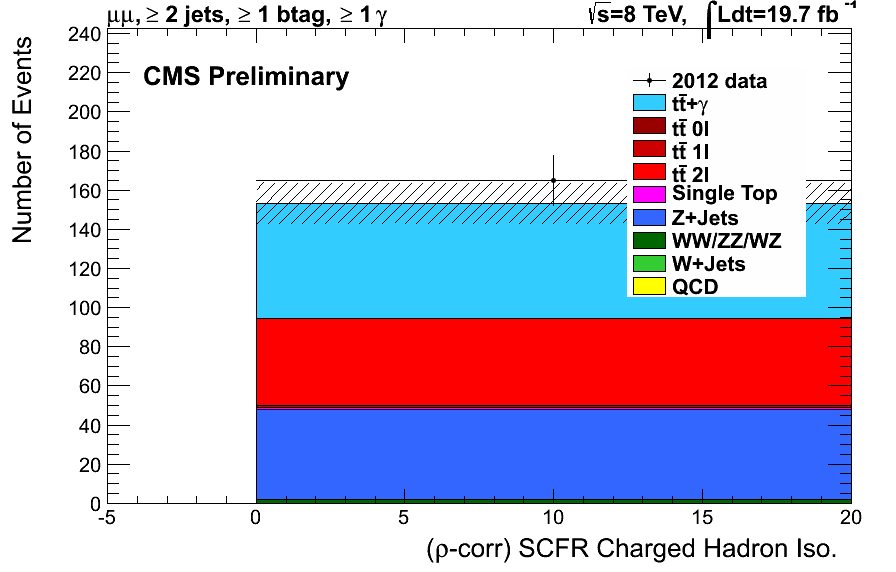 μμ, ≥ 2 jets, ≥ 1 btag, ≥ 1 γ
√s=8 TeV, ∫Ldt=19.7 fb⁻¹
CMS Preliminary
2012 data
tt̄+γ
tt̄ 0l
tt̄ 1l
tt̄ 2l
Single Top
Z+Jets
WW/ZZ/WZ
W+Jets
QCD
Number of Events
240
220
200
180
160
140
120
100
80
60
40
20
0
-5 0 5 10 15 20
(ρ-corr) SCFR Charged Hadron Iso.